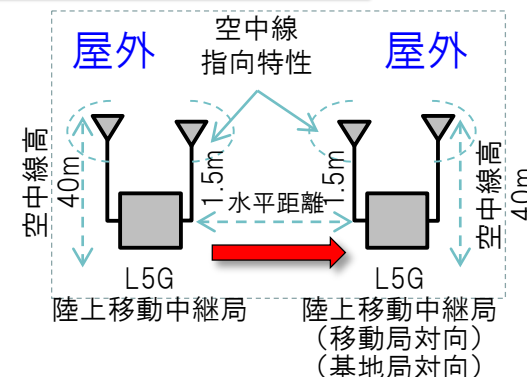 屋外
空中線
指向特性
屋外
空中線高
40m
1.5m
水平距離
1.5m
空中線高
40m
L5G
陸上移動中継局
L5G
陸上移動中継局
(移動局対向)
(基地局対向)